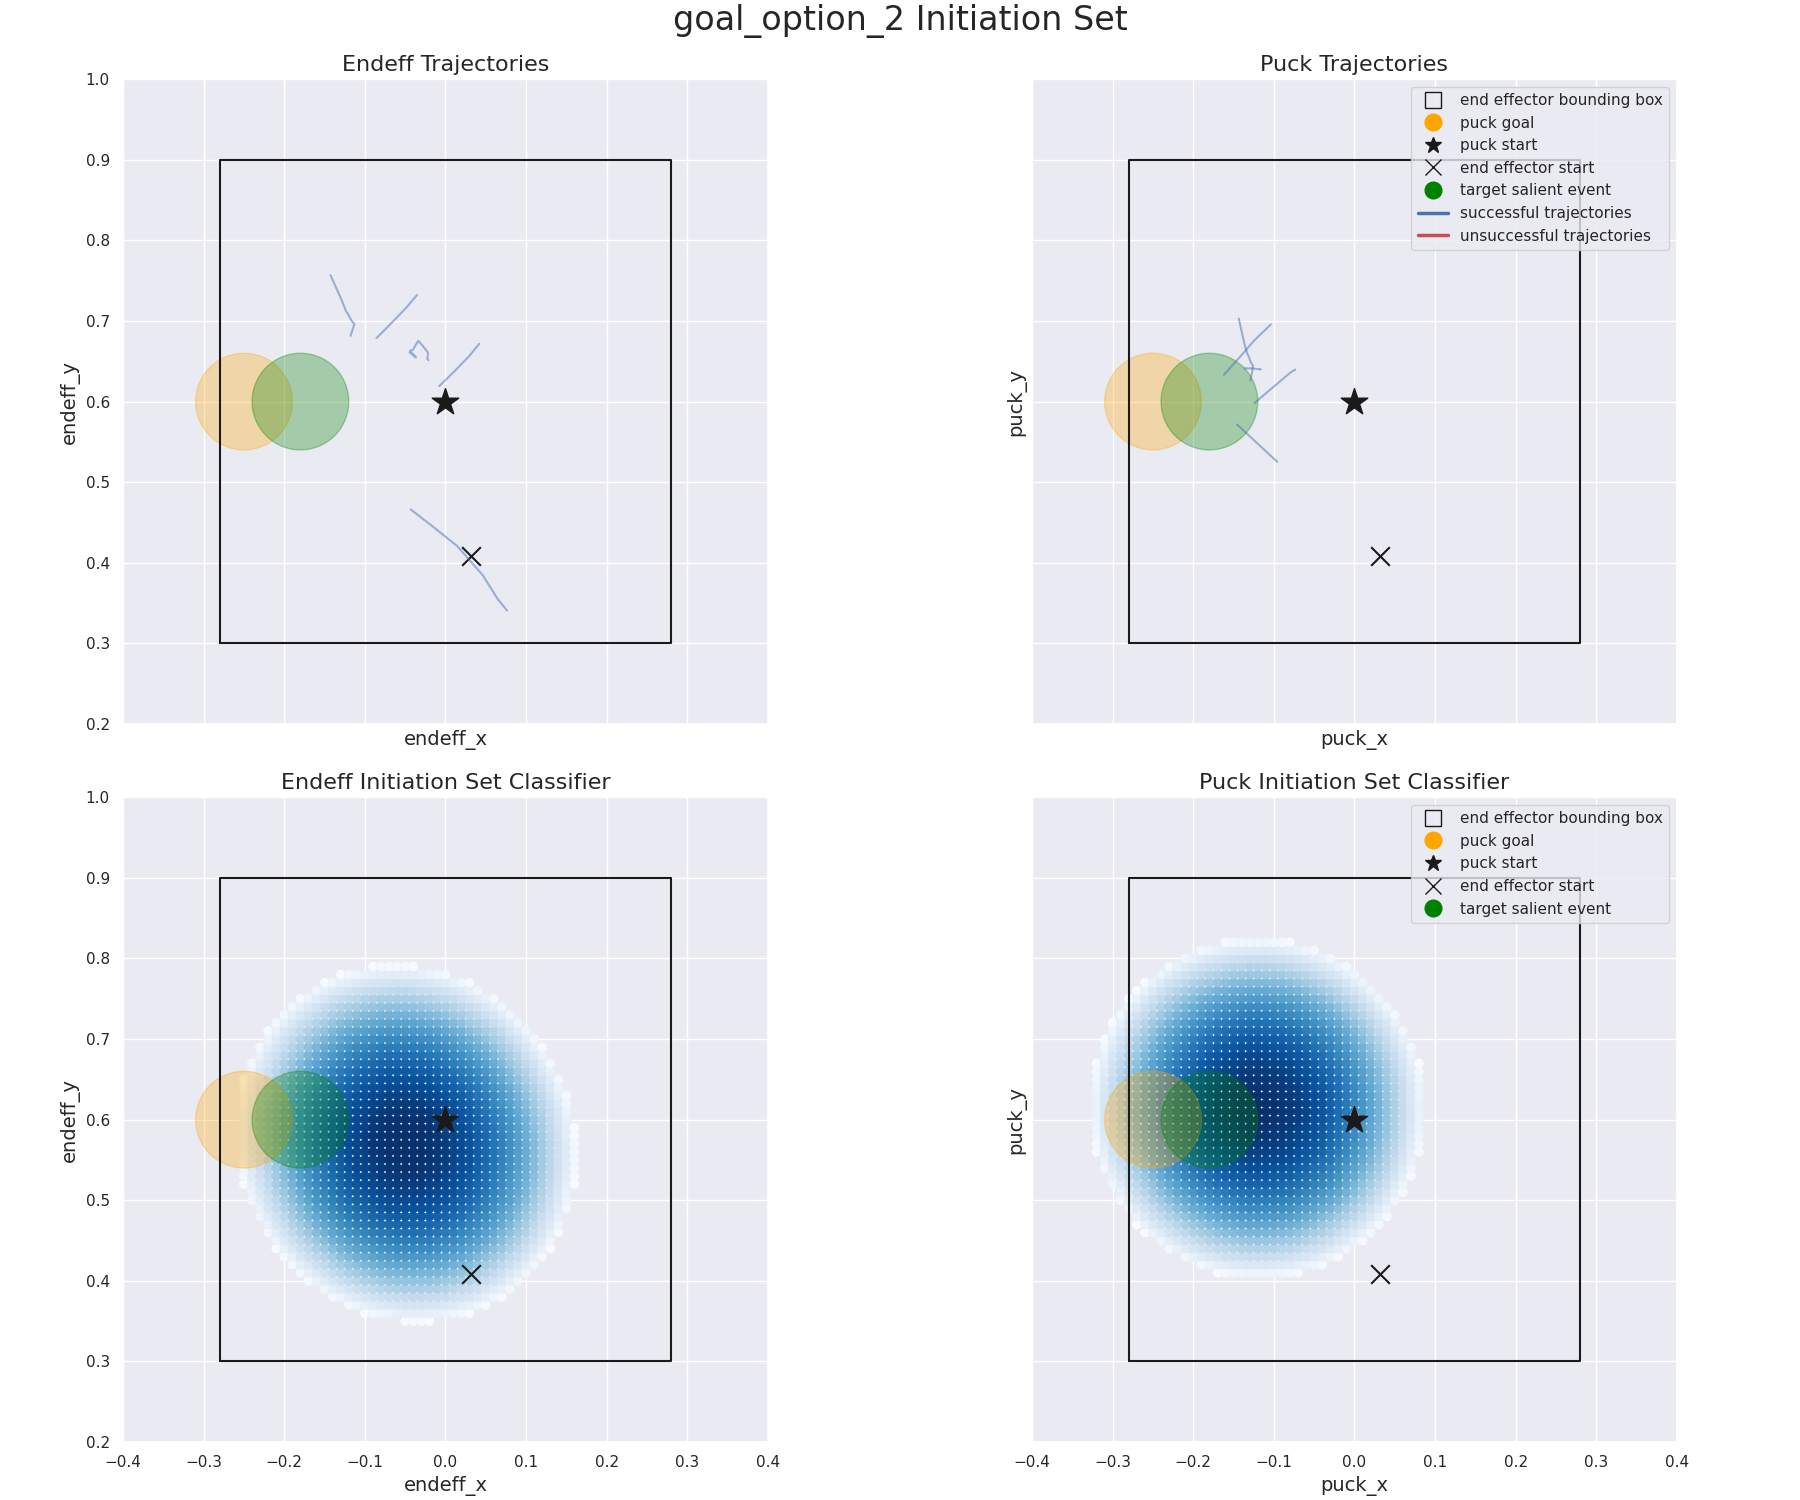 goal_option_2 Initiation Set
Endeff Trajectories
1.0
0.9
0.8
0.7
0.6
0.5
0.4
0.3
0.2
endeff_y
endeff_x
Puck Trajectories
end effector bounding box
puck goal
puck start
end effector start
target salient event
successful trajectories
unsuccessful trajectories
puck_y
puck_x
Endeff Initiation Set Classifier
1.0
0.9
0.8
0.7
0.6
0.5
0.4
0.3
0.2
endeff_y
−0.4 −0.3 −0.2 −0.1 0.0 0.1 0.2 0.3 0.4
endeff_x
Puck Initiation Set Classifier
end effector bounding box
puck goal
puck start
end effector start
target salient event
puck_y
−0.4 −0.3 −0.2 −0.1 0.0 0.1 0.2 0.3 0.4
puck_x